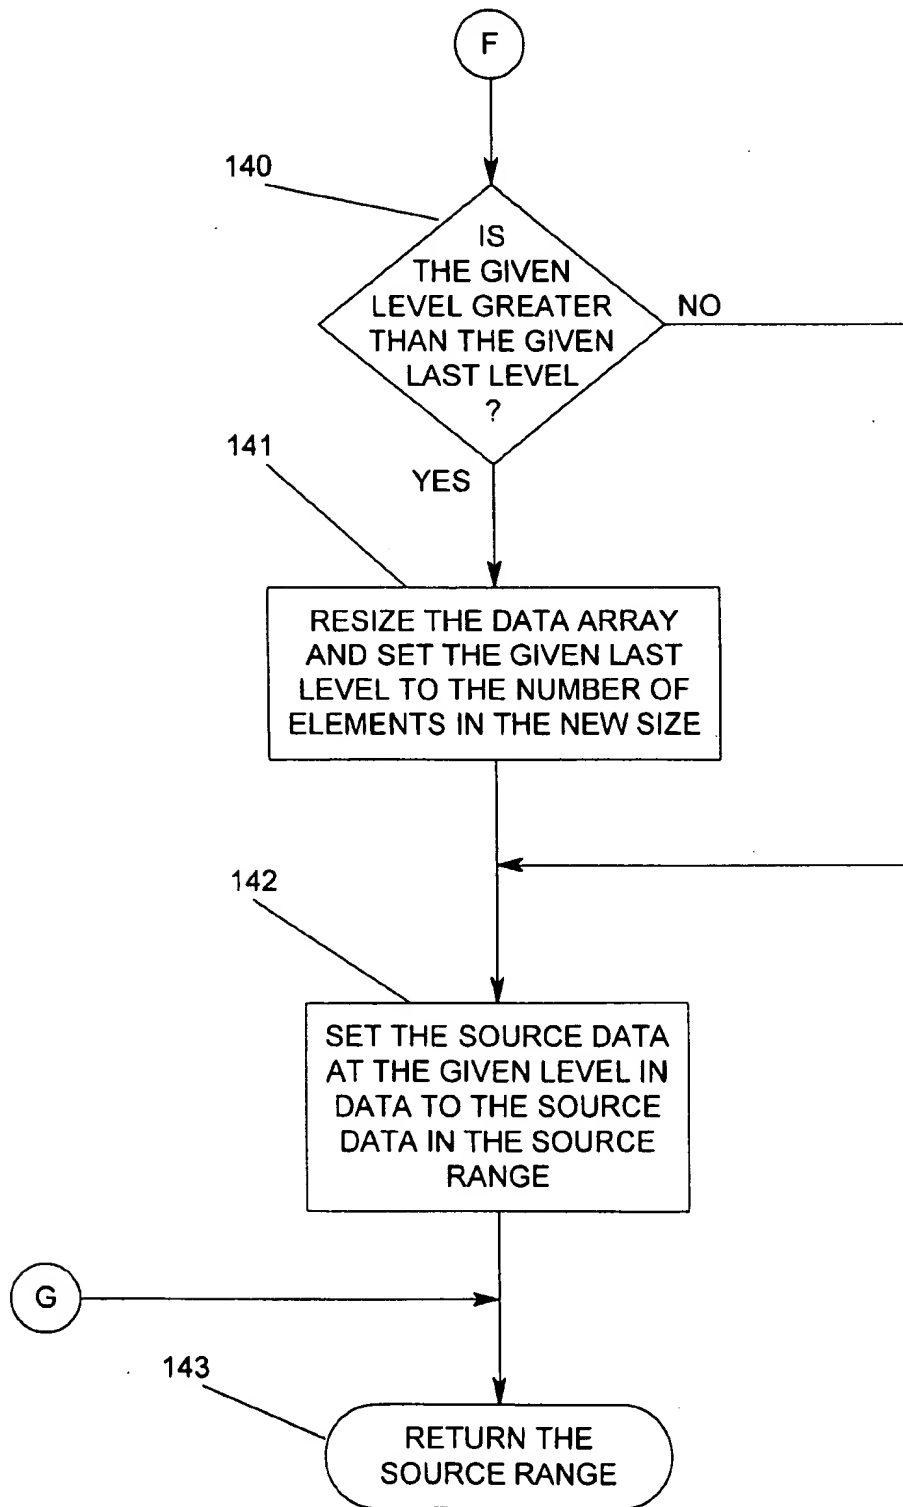 F
140
IS
THE GIVEN
LEVEL GREATER
THAN THE GIVEN
LAST LEVEL
?
NO
141
YES
RESIZE THE DATA ARRAY
AND SET THE GIVEN LAST
LEVEL TO THE NUMBER OF
ELEMENTS IN THE NEW SIZE
142
SET THE SOURCE DATA
AT THE GIVEN LEVEL IN
DATA TO THE SOURCE
DATA IN THE SOURCE
RANGE
G
143
RETURN THE
SOURCE RANGE